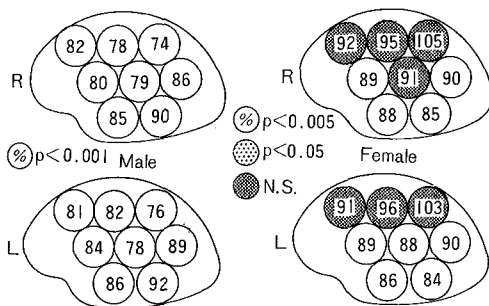 82 78 74
R 80 79 86
85 90
92 95 105
R 89 91 90
88 85
% p<0.001 Male
% p<0.005
p<0.05 Female
N.S.
81 82 76
L 84 78 89
86 92
91 96 103
L 89 88 90
86 84